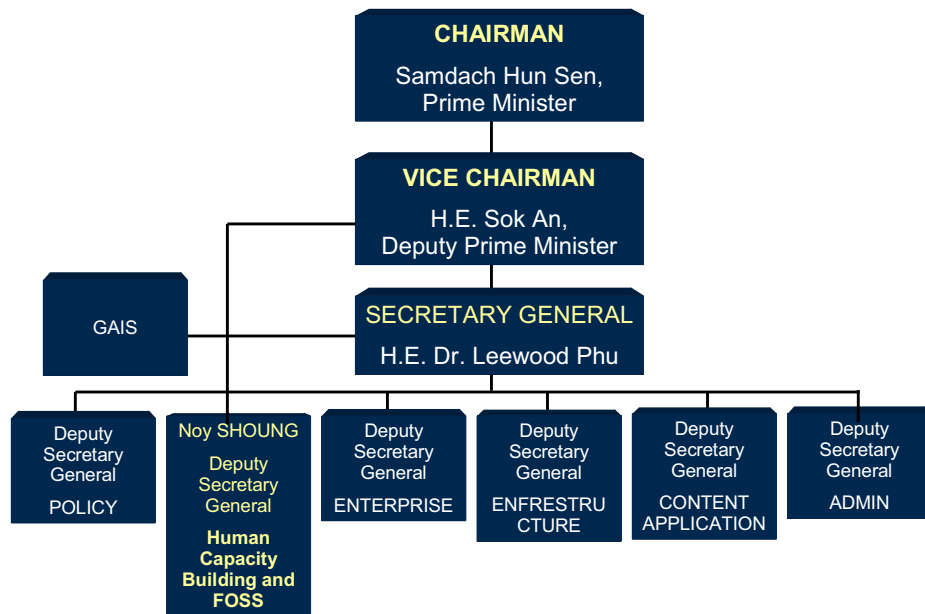 CHAIRMAN
Samdach Hun Sen,
Prime Minister
VICE CHAIRMAN
H.E. Sok An,
Deputy Prime Minister
GAIS
SECRETARY GENERAL
H.E. Dr. Leewood Phu
Deputy
Secretary
General
POLICY
Noy SHOUNG
Deputy
Secretary
General
Human
Capacity
Building and
FOSS
Deputy
Secretary
General
ENTERPRISE
Deputy
Secretary
General
ENFRESTRU
CTURE
Deputy
Secretary
General
CONTENT
APPLICATION
Deputy
Secretary
General
ADMIN